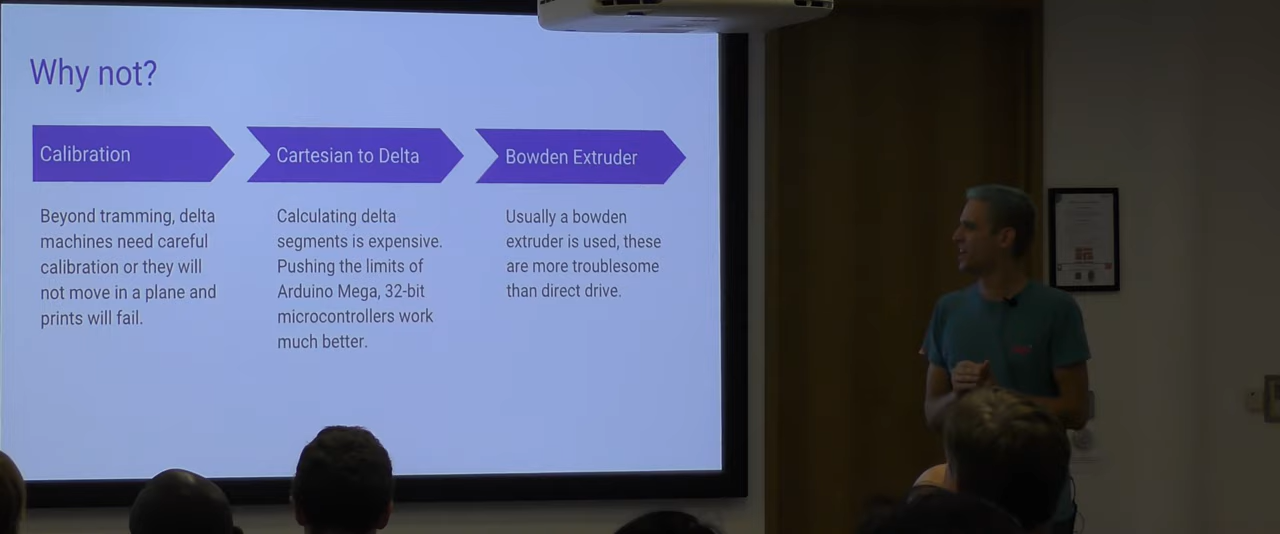 Why not?
Calibration
Beyond tramming, delta
machines need careful
calibration or they will
not move in a plane and
prints will fail.
Cartesian to Delta
Calculating delta
segments is expensive.
Pushing the limits of
Arduino Mega, 32-bit
microcontrollers work
much better.
Bowden Extruder
Usually a bowden
extruder is used, these
are more troublesome
than direct drive.